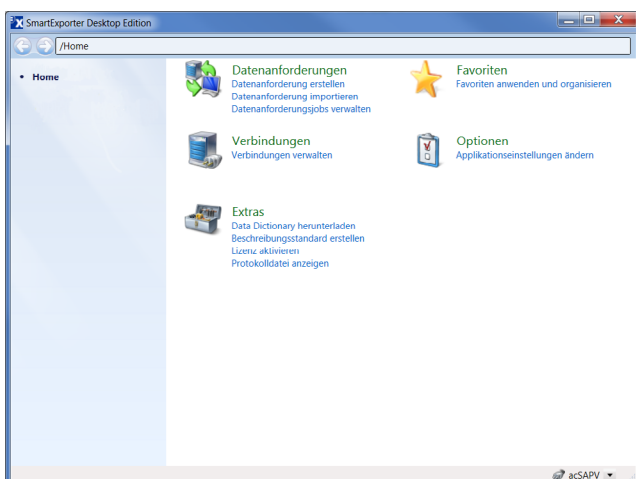 SmartExporter Desktop Edition
/Home
• Home
Datenanforderungen
Datenanforderung erstellen
Datenanforderung importieren
Datenanforderungsjobs verwalten
Favoriten
Favoriten anwenden und organisieren
Verbindungen
Verbindungen verwalten
Optionen
Applikationseinstellungen ändern
Extras
Data Dictionary herunterladen
Beschreibungsstandard erstellen
Lizenz aktivieren
Protokolldatei anzeigen
acSAPV